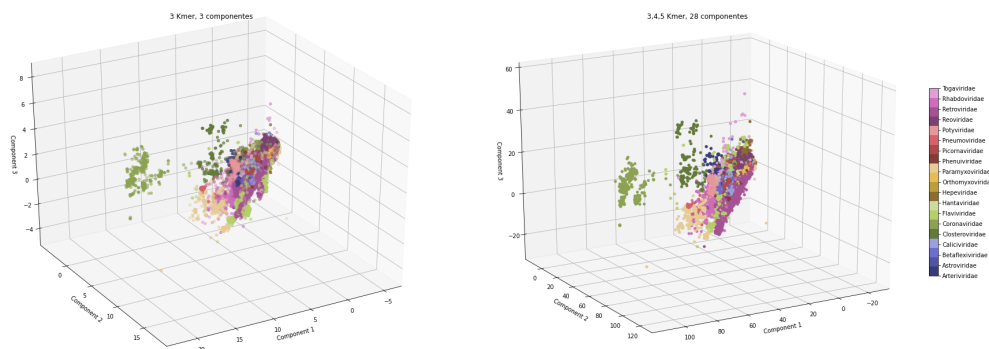 3 Kmer, 3 componentes
8
6
4
2
0
−2
−4
Component 3
0
5
10
15
Component 2
20
15
10
5
0
−5
Component 1
3,4,5 Kmer, 28 componentes
60
40
20
0
−20
Component 3
0
20
40
60
80
100
120
Component 2
100
80
60
40
20
0
−20
Component 1
Togaviridae
Rhabdoviridae
Retroviridae
Reoviridae
Potyviridae
Pneumoviridae
Picornaviridae
Phenuiviridae
Paramyxoviridae
Orthomyxoviridae
Hepeviridae
Hantaviridae
Flaviviridae
Coronaviridae
Closteroviridae
Caliciviridae
Betaflexiviridae
Astroviridae
Arteriviridae